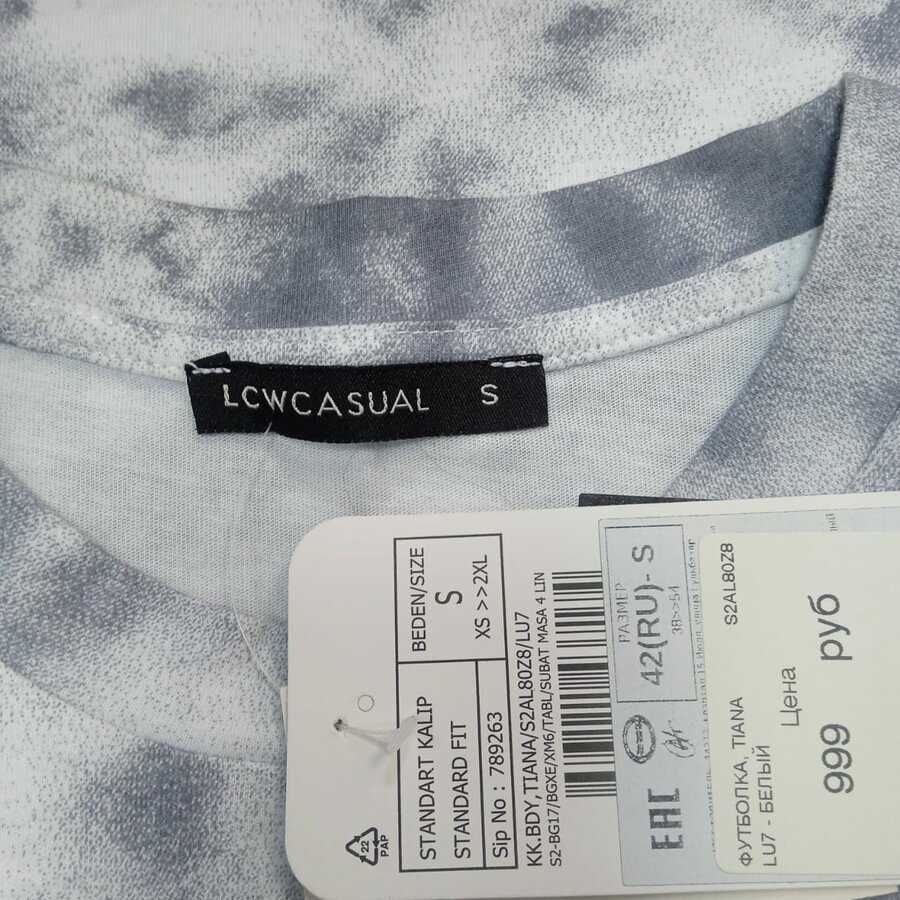 LCWCASUAL S
BEDEN/SIZE
S
XS >>2XL
STANDART KALIP
STANDARD FIT
Sip No : 789263
KK.BDY,TIANA/S2AL80Z8/LU7
S2-BG17/BGXE/XM6/TABL/SUBAT MASA 4 LIN
22
PAP
РАЗМЕР
42(RU)- S
38>>54
EAC
S2AL80Z8
ФУТБОЛКА, TIANA
LU7 - БЕЛЫЙ
Цена
999 руб